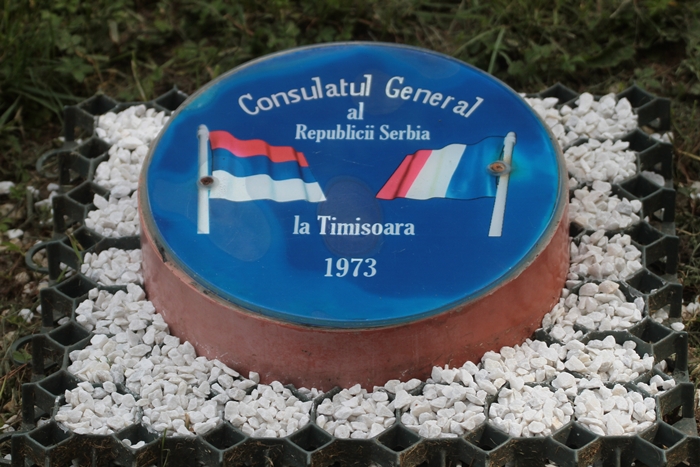 Consulatul General
al
Republicii Serbia
la Timisoara
1973